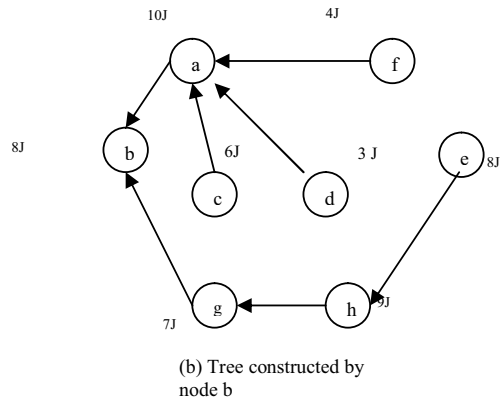 10J
4J
a
f
8J
b
6J
3 J
e
8J
c
d
g
h
9J
7J
(b) Tree constructed by
node b